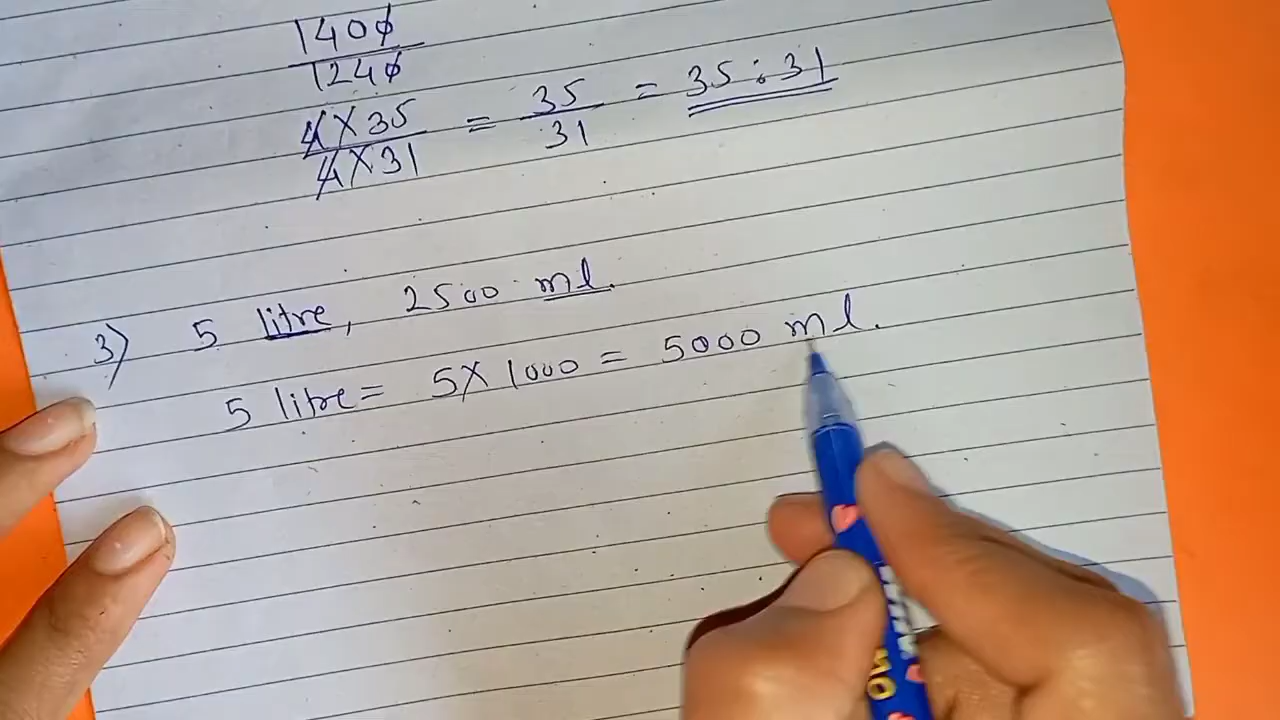 1400
1240
4×35 = 35 = 35:31
4×31 31
3) 5 litre, 2500 ml.
5 litre = 5×1000 = 5000 ml.